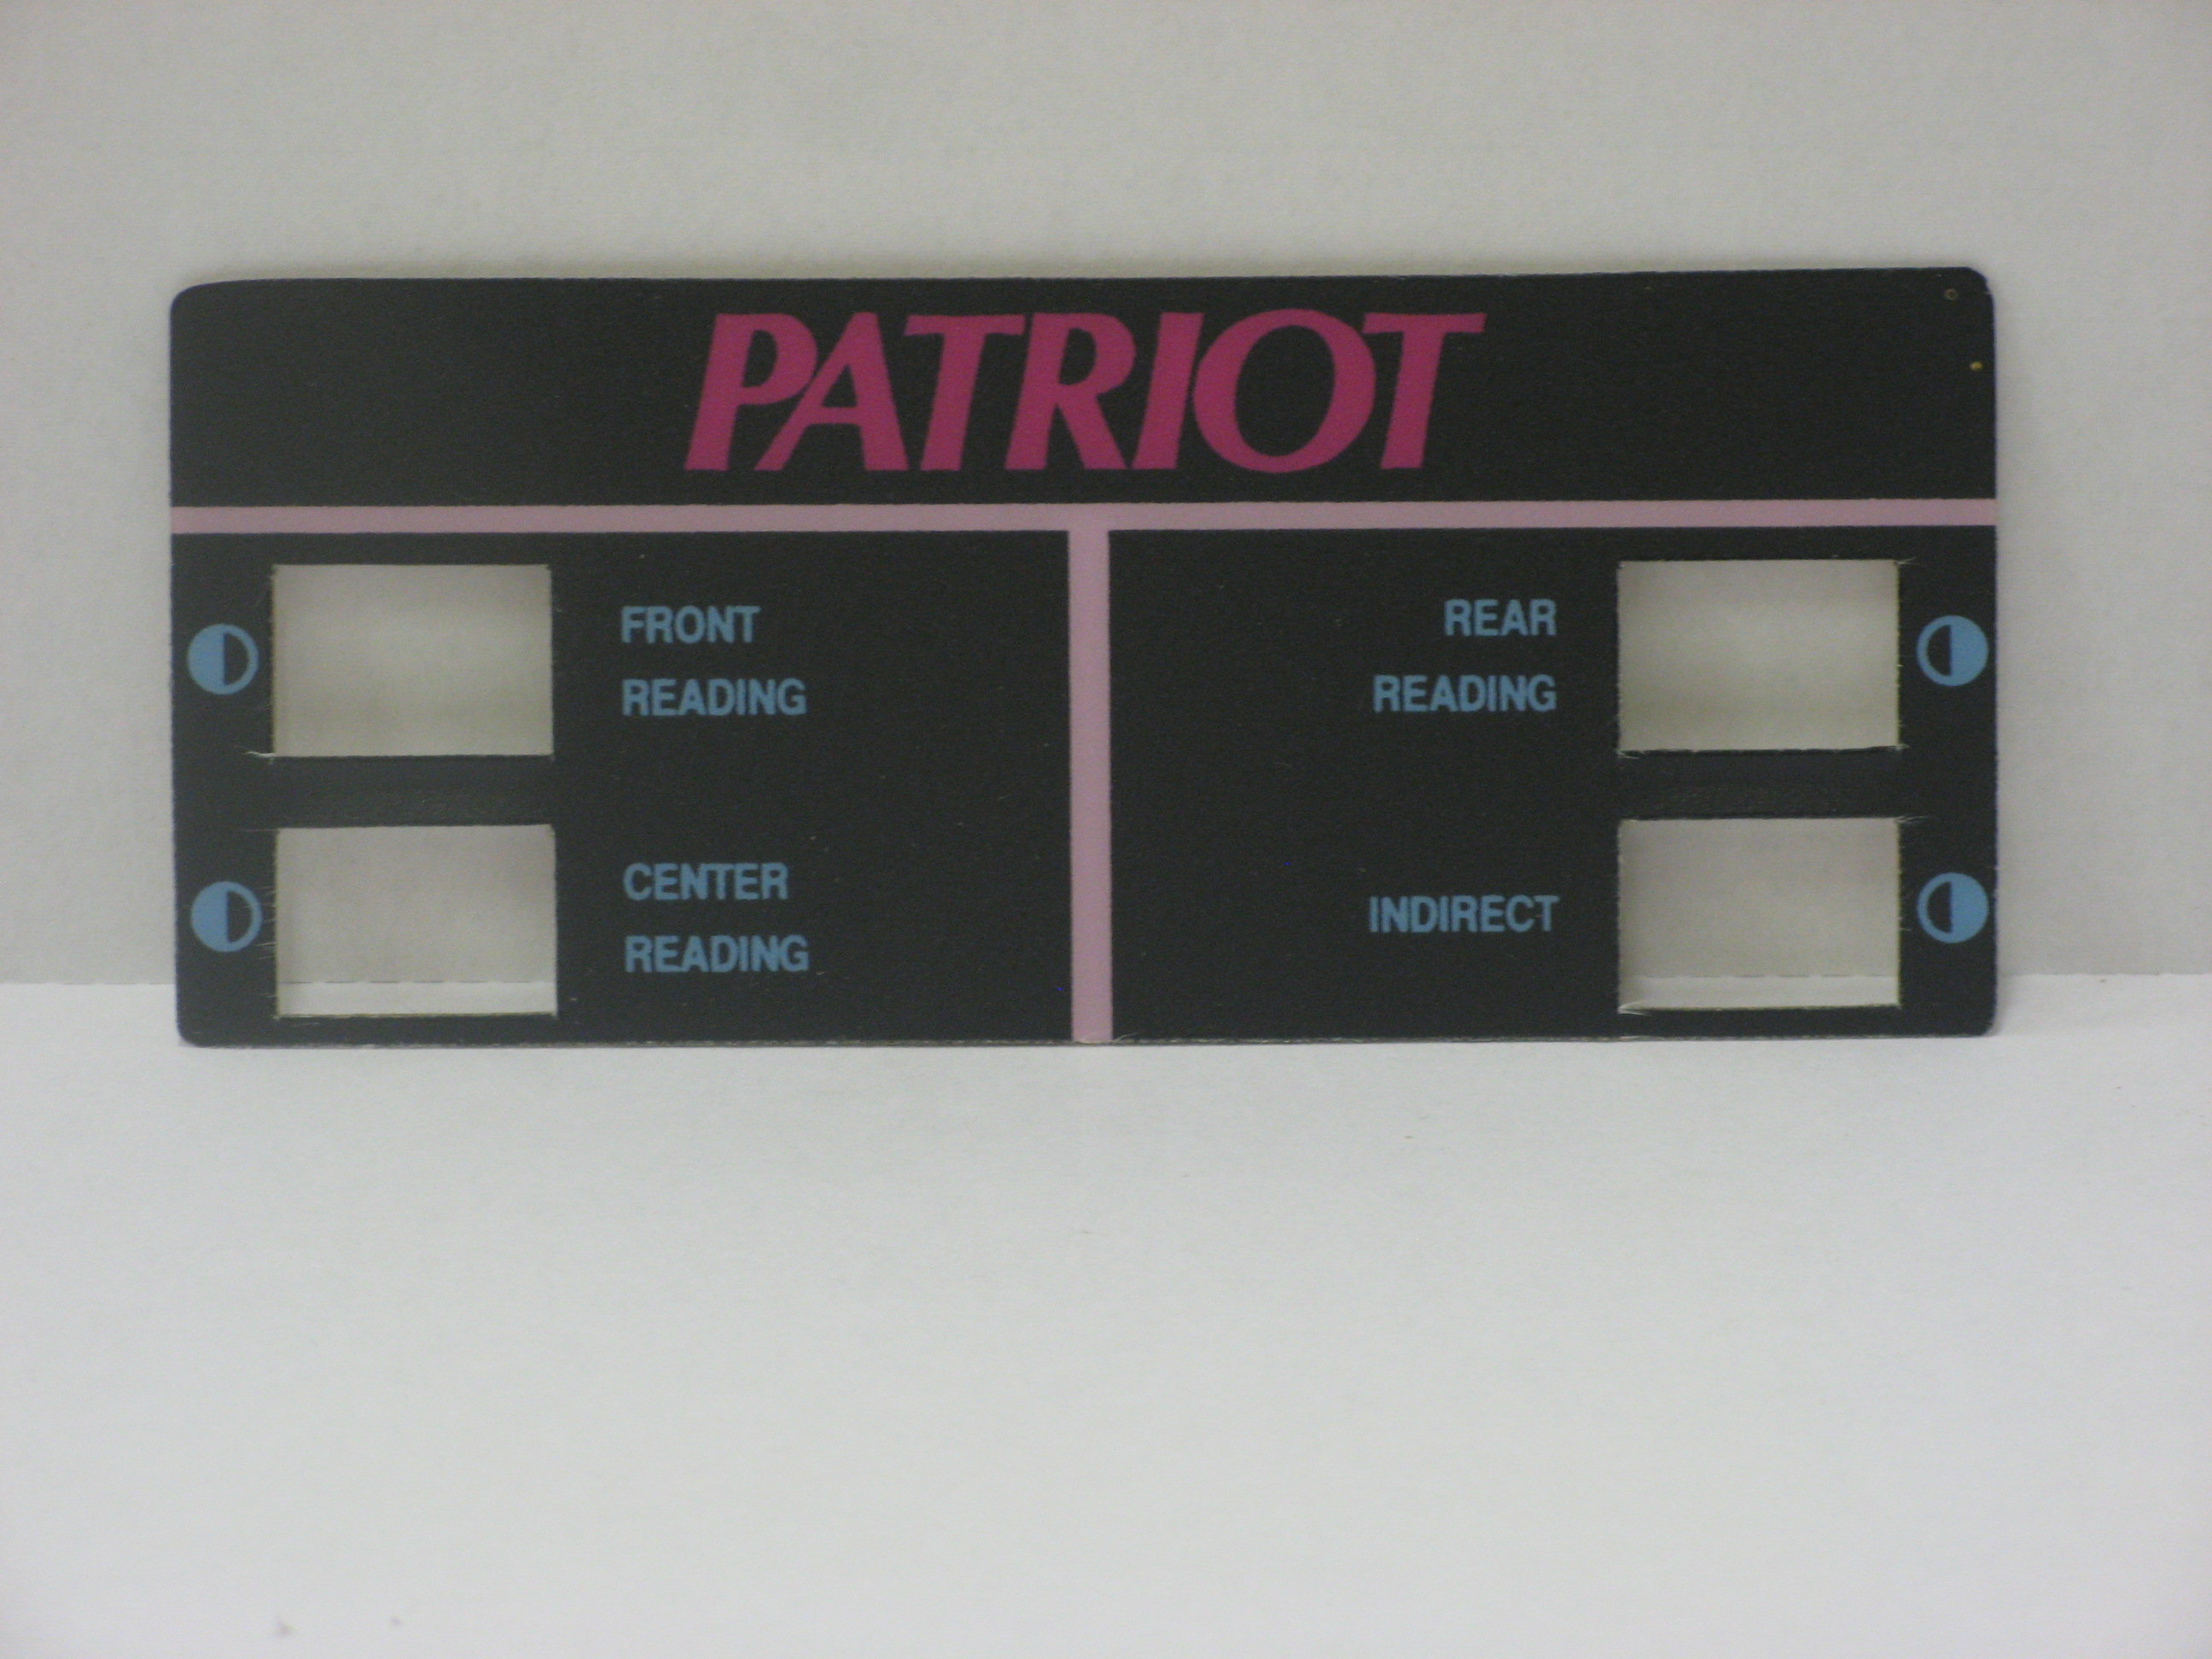 PATRIOT
FRONT
READING
CENTER
READING
REAR
READING
INDIRECT